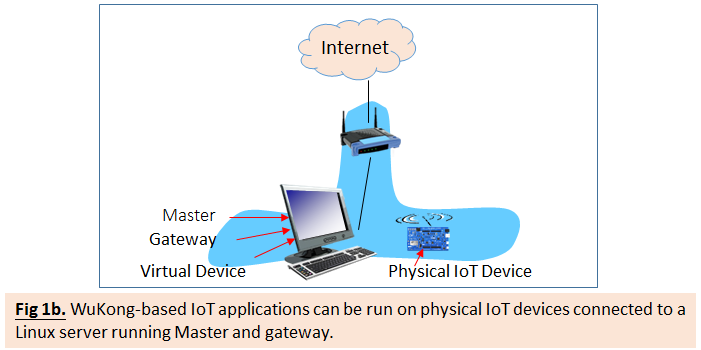 Internet
Master
Gateway
Virtual Device
Physical IoT Device
Fig 1b. WuKong-based IoT applications can be run on physical IoT devices connected to a
Linux server running Master and gateway.